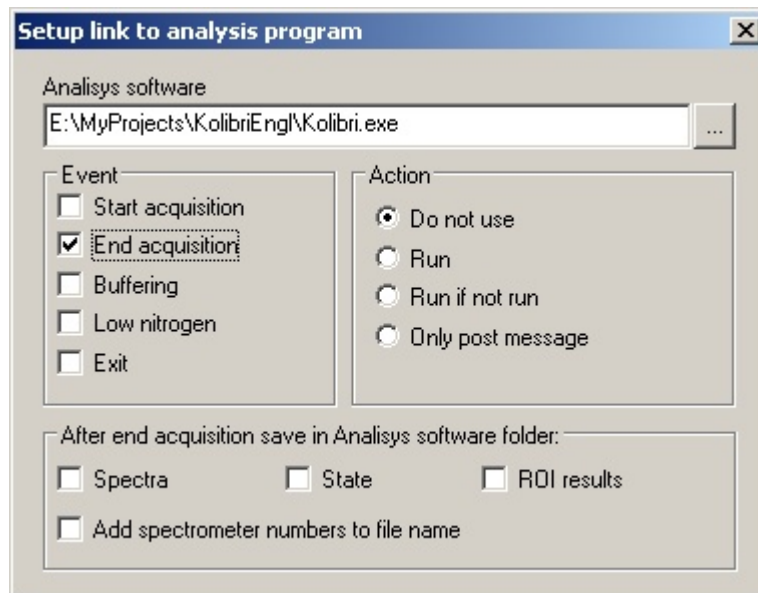 Setup link to analysis program
Analisys software
E:\MyProjects\KolibriEngl\Kolibri.exe
...
Event
Start acquisition
End acquisition
Buffering
Low nitrogen
Exit
Action
Do not use
Run
Run if not run
Only post message
After end acquisition save in Analisys software folder:
Spectra
State
ROI results
Add spectrometer numbers to file name